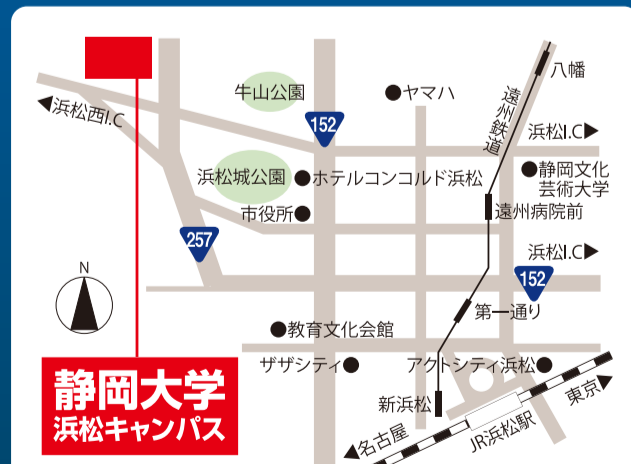 八幡
牛山公園
ヤマハ
遠州鉄道
浜松西I.C
152
浜松I.C
浜松城公園
ホテルコンコルド浜松
静岡文化
芸術大学
市役所
遠州病院前
257
浜松I.C
N
152
第一通り
教育文化会館
ザザシティ
アクトシティ浜松
静岡大学
浜松キャンパス
新浜松
東京
JR浜松駅
名古屋